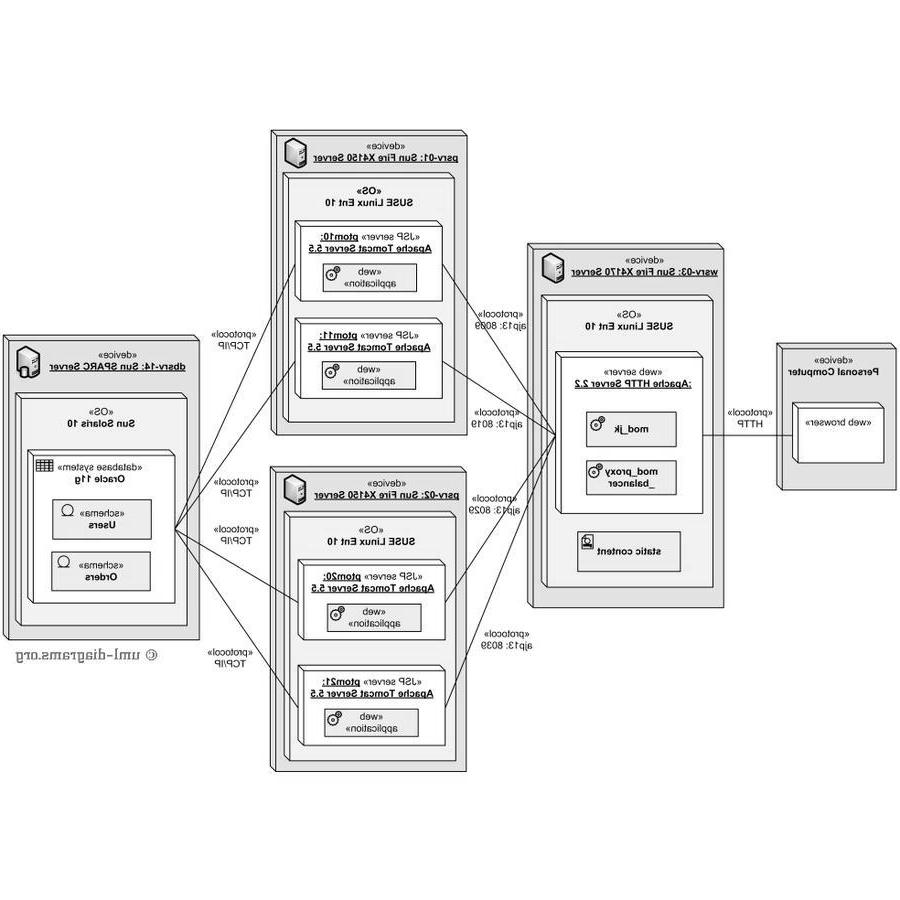 «device»
Personal Computer
«web browser»
«protocol»
HTTP
«device»
wsrv-03: Sun Fire X4170 Server
«OS»
SUSE Linux Ent 10
«web server»
:Apache HTTP Server 2.2
mod_jk
mod_proxy
_balancer
static content
«protocol»
ajp13: 8009
«protocol»
ajp13: 8019
«protocol»
ajp13: 8029
«protocol»
ajp13: 8039
«device»
psrv-01: Sun Fire X4150 Server
«OS»
SUSE Linux Ent 10
«JSP server» ptom10:
Apache Tomcat Server 5.5
«web
application»
«JSP server» ptom11:
Apache Tomcat Server 5.5
«web
application»
«device»
psrv-02: Sun Fire X4150 Server
«OS»
SUSE Linux Ent 10
«JSP server» ptom20:
Apache Tomcat Server 5.5
«web
application»
«JSP server» ptom21:
Apache Tomcat Server 5.5
«web
application»
«protocol»
TCP/IP
«protocol»
TCP/IP
«protocol»
TCP/IP
«protocol»
TCP/IP
«device»
dbsrv-14: Sun SPARC Server
«OS»
Sun Solaris 10
«database system»
Oracle 11g
«schema»
Users
«schema»
Orders
© uml-diagrams.org